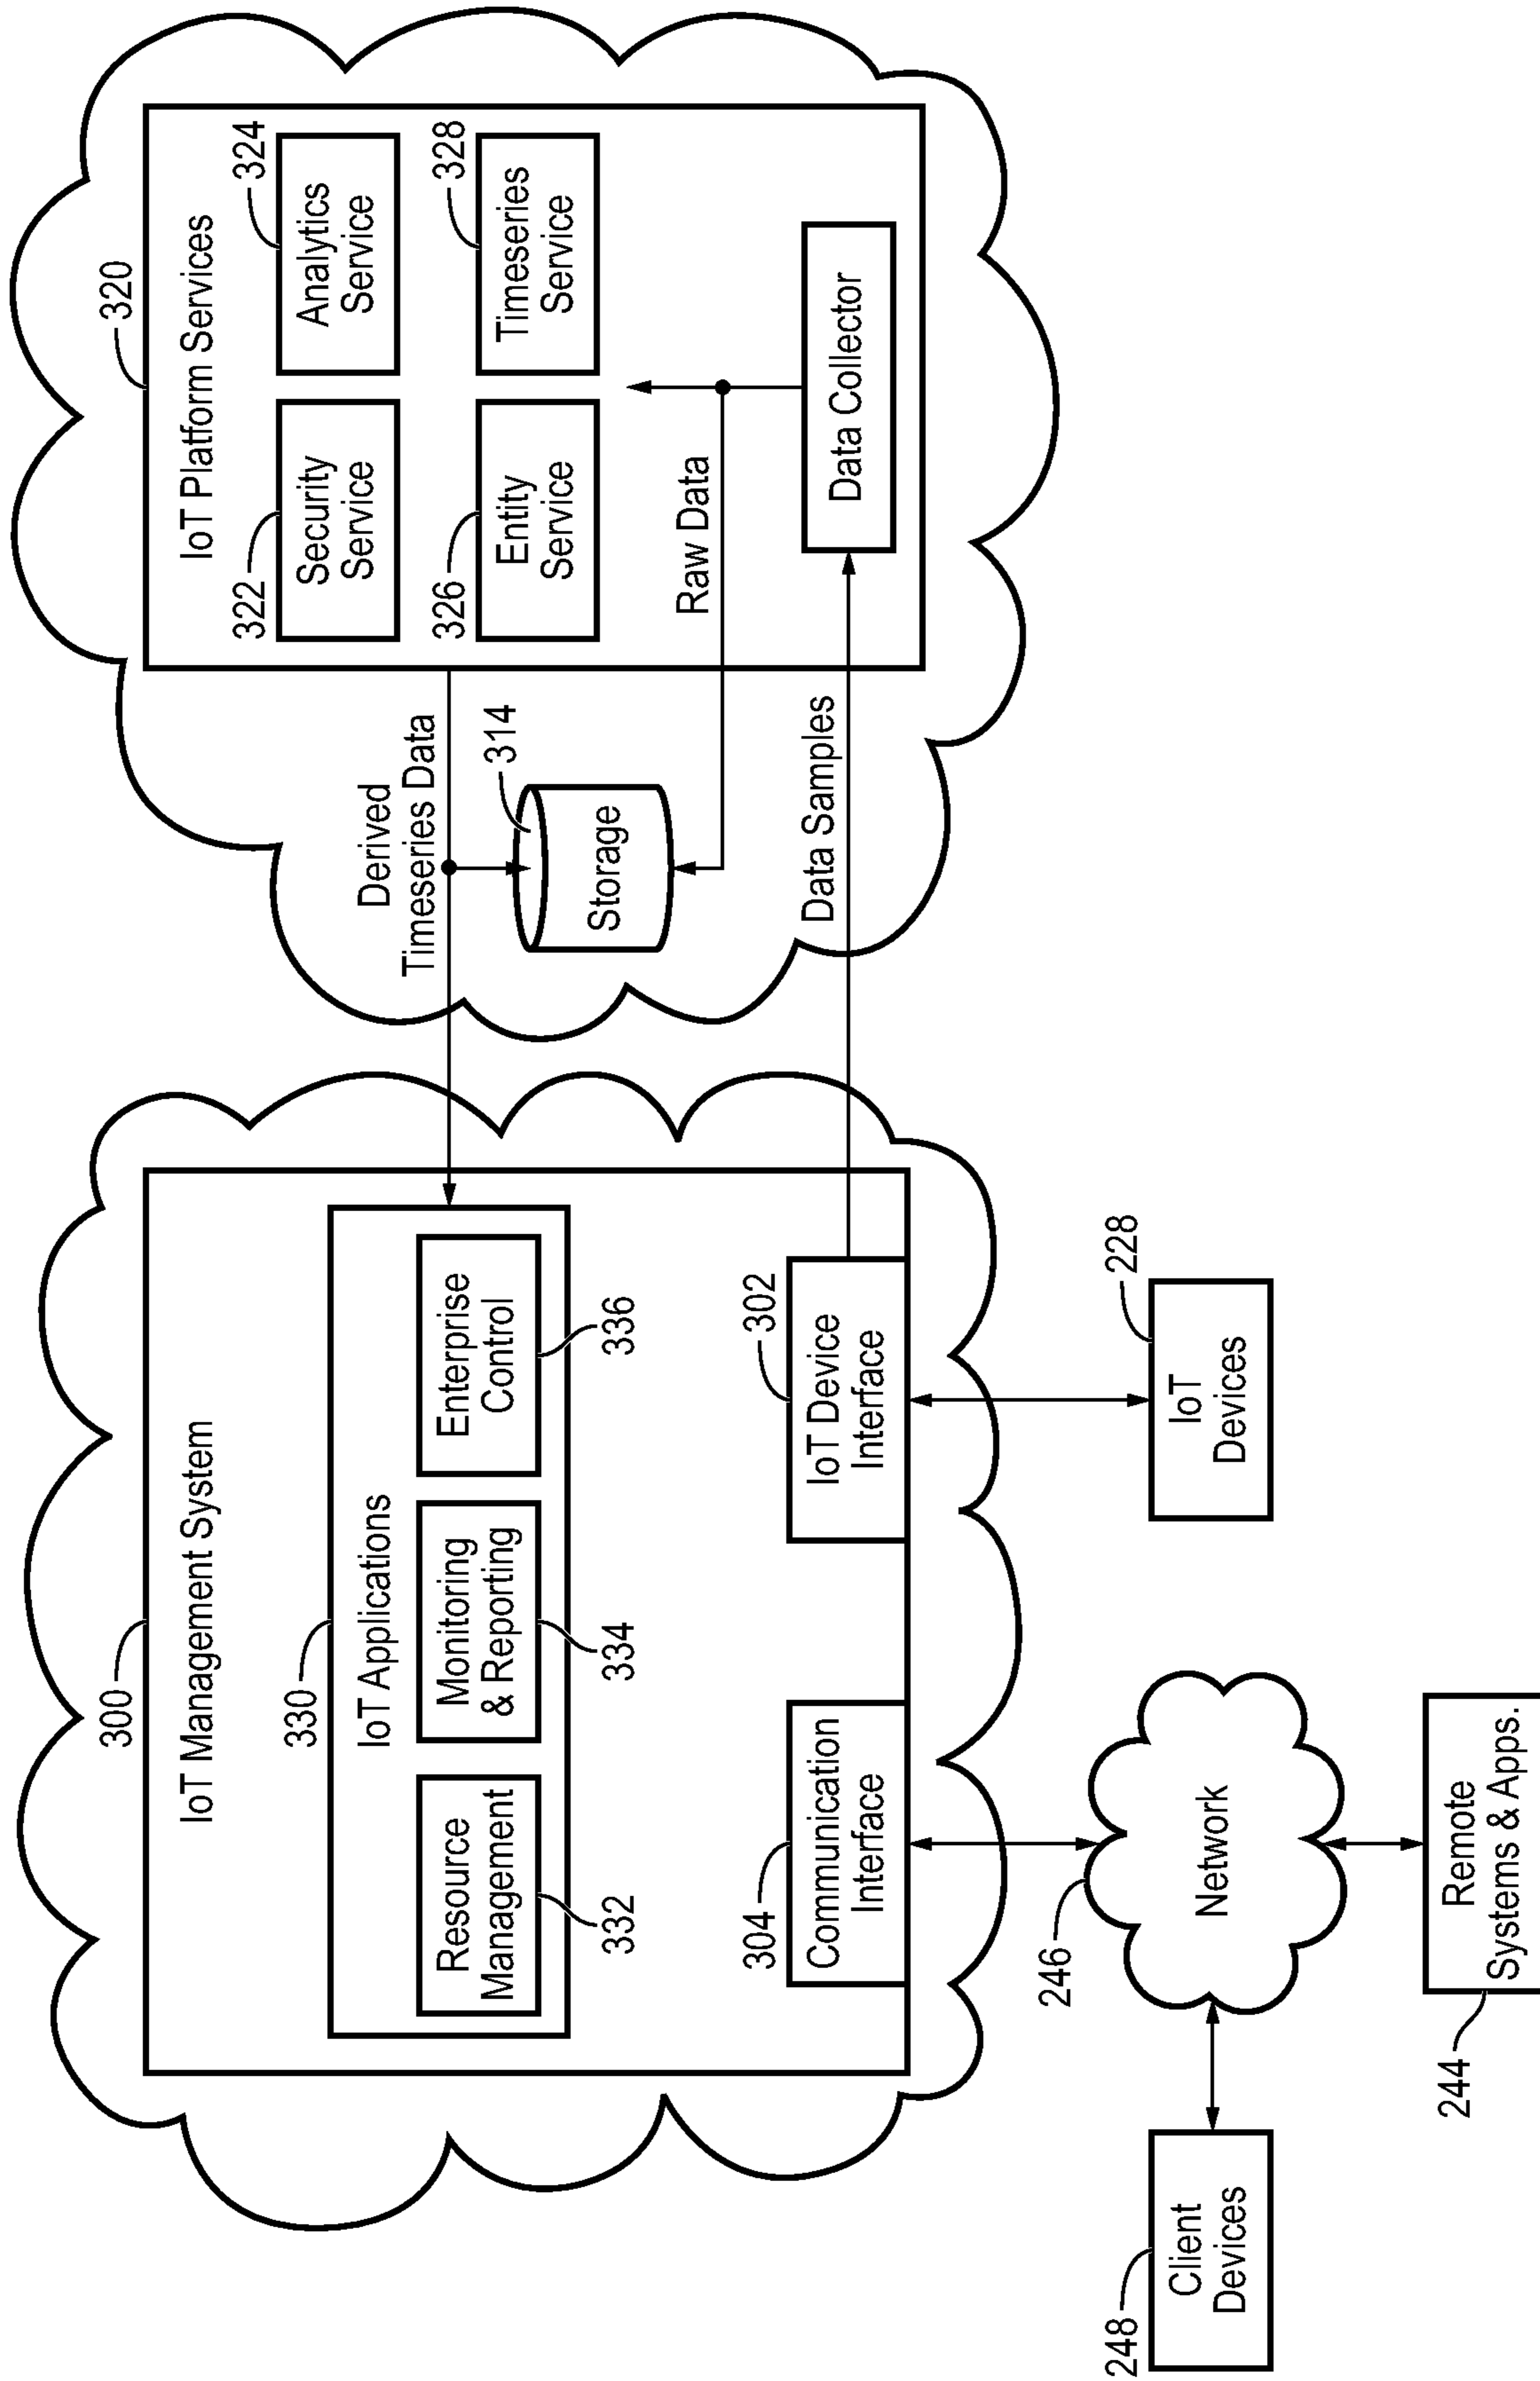 300
IoT Management System
330
IoT Applications
Resource
Management
332
Monitoring
& Reporting
334
Enterprise
Control
336
304
Communication
Interface
302
IoT Device
Interface
320
IoT Platform Services
322
Security
Service
324
Analytics
Service
326
Entity
Service
328
Timeseries
Service
Derived
Timeseries Data
314
Storage
Raw Data
Data Samples
Data Collector
248
Client
Devices
246
Network
228
IoT
Devices
244
Remote
Systems & Apps.